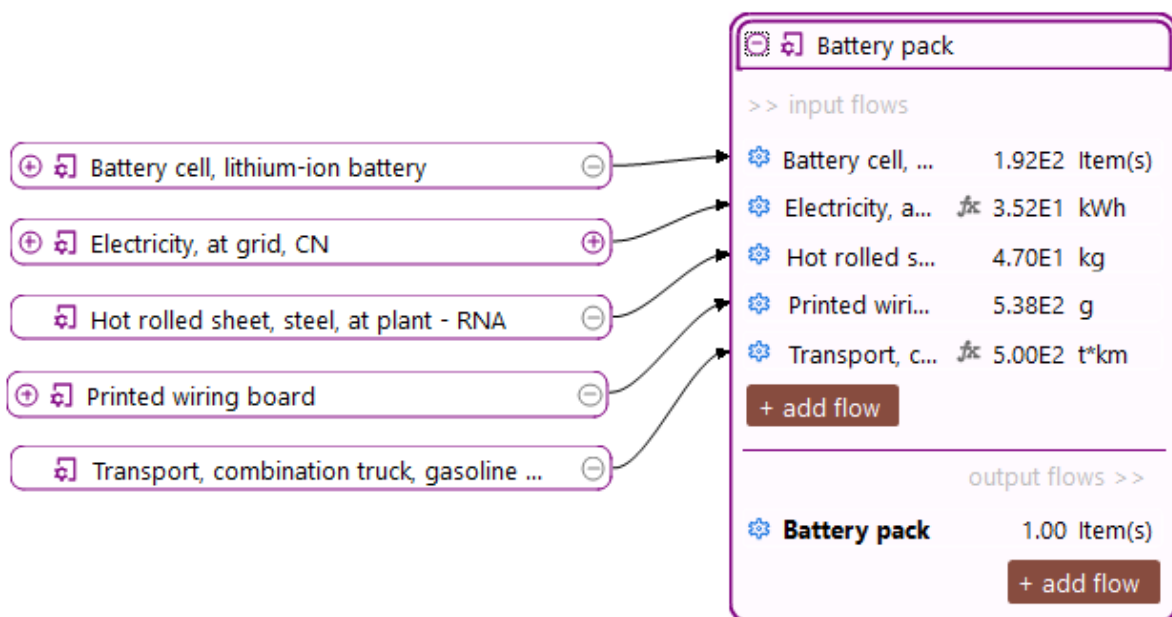 Battery pack
>> input flows
Battery cell, lithium-ion battery
Battery cell, ... 1.92E2 Item(s)
Electricity, at grid, CN
Electricity, a... fx 3.52E1 kWh
Hot rolled sheet, steel, at plant - RNA
Hot rolled s... 4.70E1 kg
Printed wiring board
Printed wiri... 5.38E2 g
Transport, combination truck, gasoline ...
Transport, c... fx 5.00E2 t*km
+ add flow
output flows >>
Battery pack 1.00 Item(s)
+ add flow